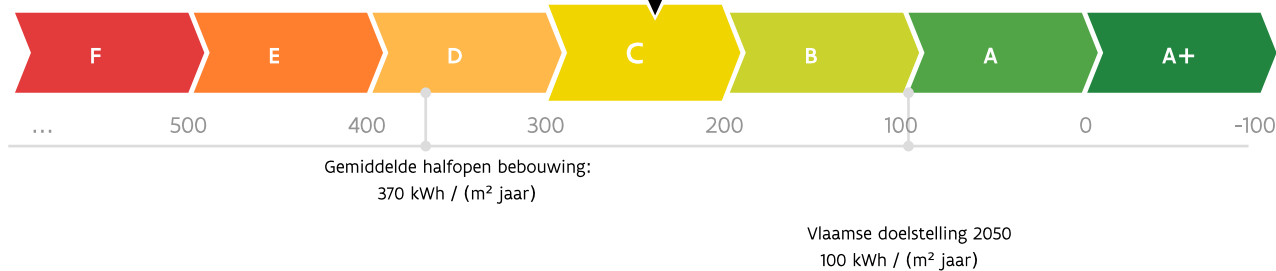 F E D C B A A+
... 500 400 300 200 100 0 -100
Gemiddelde halfopen bebouwing:
370 kWh / (m² jaar)
Vlaamse doelstelling 2050
100 kWh / (m² jaar)